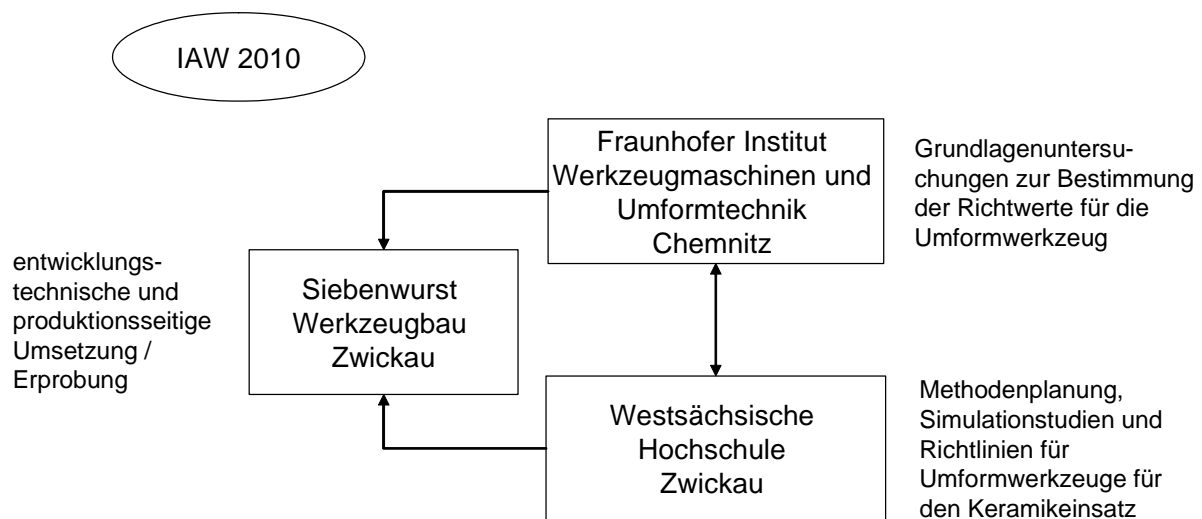 IAW 2010
Fraunhofer Institut
Werkzeugmaschinen und
Umformtechnik
Chemnitz
Grundlagenuntersu-
chungen zur Bestimmung
der Richtwerte für die
Umformwerkzeug
entwicklungs-
technische und
produktionsseitige
Umsetzung /
Erprobung
Siebenwurst
Werkzeugbau
Zwickau
Westsächsische
Hochschule
Zwickau
Methodenplanung,
Simulationstudien und
Richtlinien für
Umformwerkzeuge für
den Keramikeinsatz